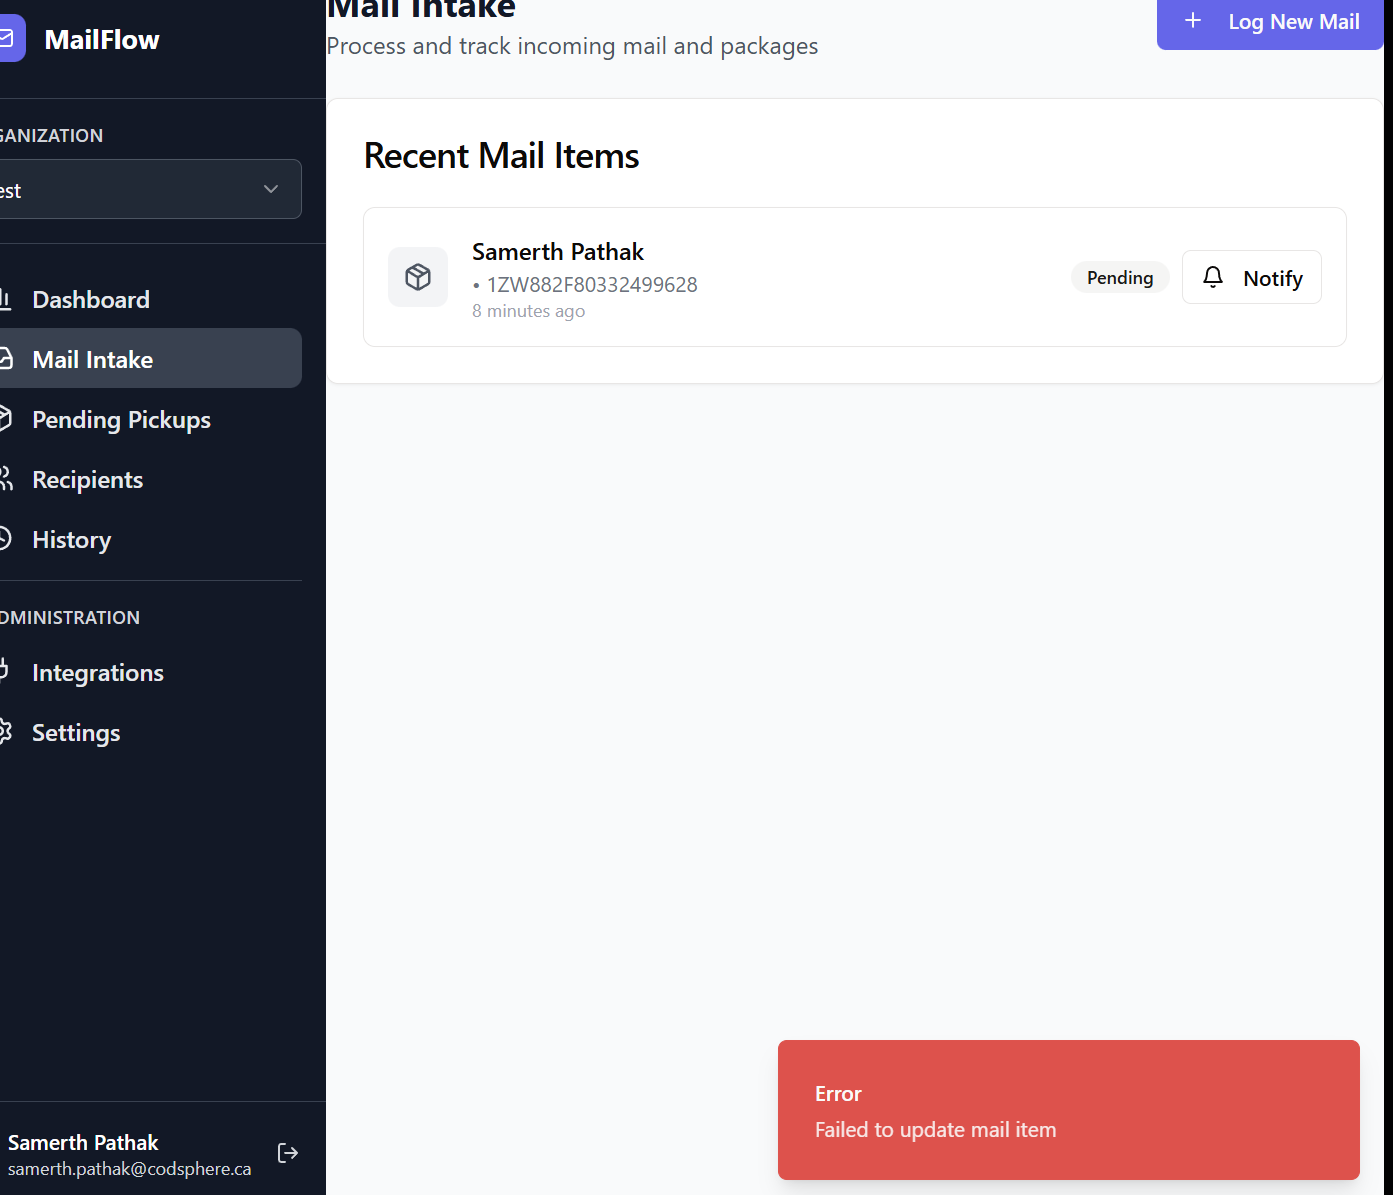 MailFlow
GANIZATION
est
Dashboard
Mail Intake
Pending Pickups
Recipients
History
DMINISTRATION
Integrations
Settings
Samerth Pathak
samerth.pathak@codsphere.ca
Mail Intake
Process and track incoming mail and packages
Log New Mail
Recent Mail Items
Samerth Pathak
• 1ZW882F80332499628
8 minutes ago
Pending
Notify
Error
Failed to update mail item